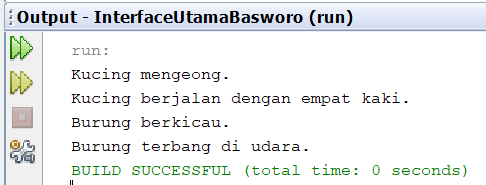 Output - InterfaceUtamaBasworo (run)
run:
Kucing mengeong.
Kucing berjalan dengan empat kaki.
Burung berkicau.
Burung terbang di udara.
BUILD SUCCESSFUL (total time: 0 seconds)